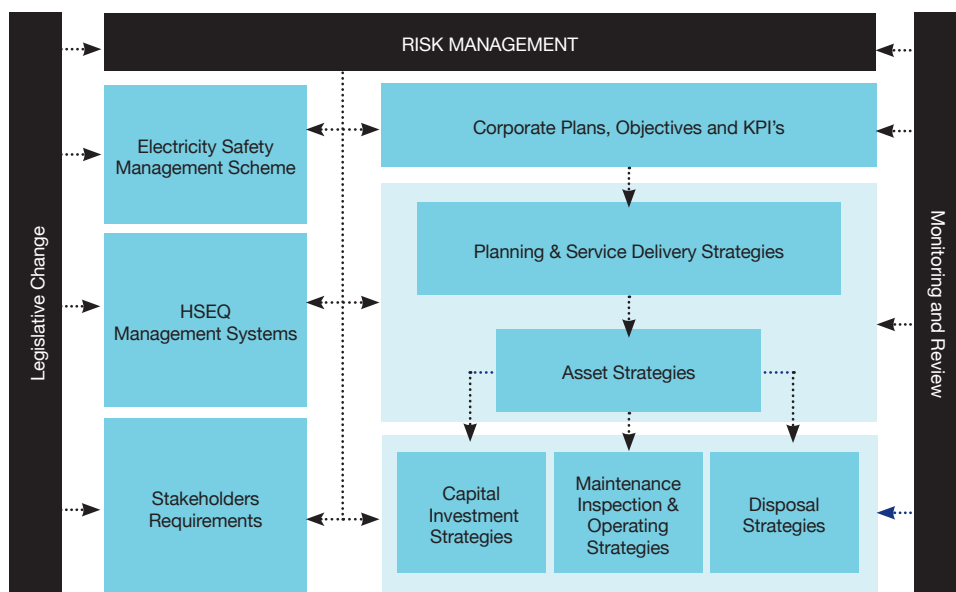 RISK MANAGEMENT
Legislative Change
Electricity Safety
Management Scheme
HSEQ
Management Systems
Stakeholders
Requirements
Corporate Plans, Objectives and KPI's
Planning & Service Delivery Strategies
Asset Strategies
Capital
Investment
Strategies
Maintenance
Inspection &
Operating
Strategies
Disposal
Strategies
Monitoring and Review